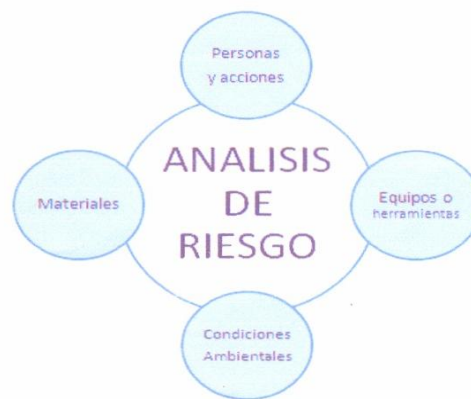 Personas
y acciones
ANALISIS
DE
RIESGO
Materiales
Equipos o
herramientas
Condiciones
Ambientales